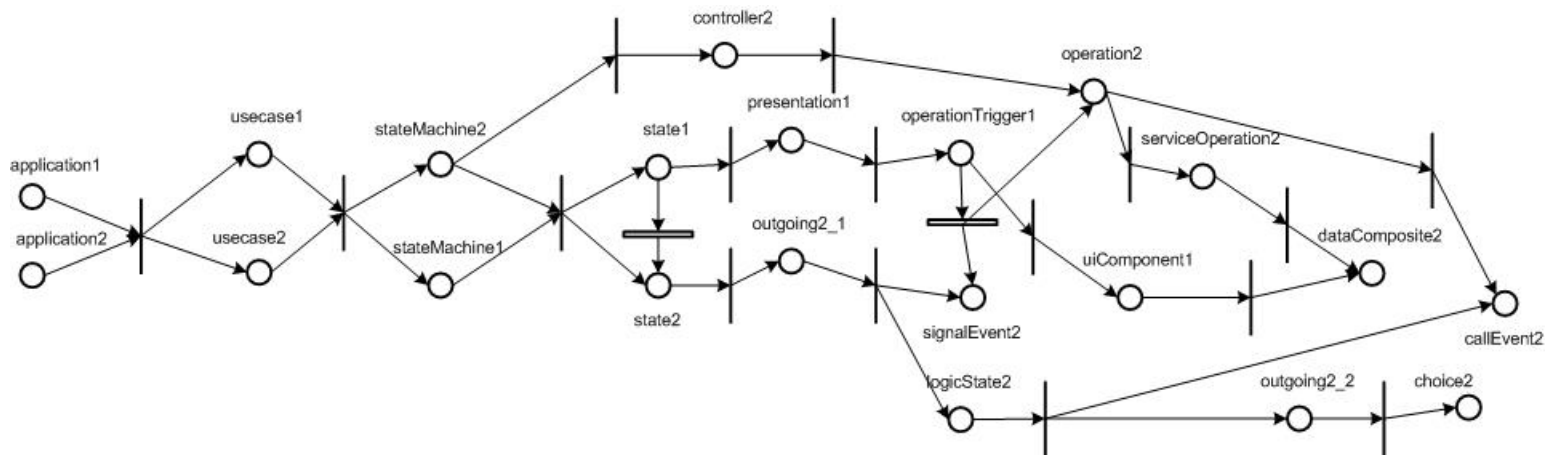 controller2
operation2
presentation1
usecase1
operationTrigger1
stateMachine2
state1
serviceOperation2
application1
application2
usecase2
stateMachine1
outgoing2_1
dataComposite2
uiComponent1
state2
signalEvent2
callEvent2
logicState2
outgoing2_2
choice2